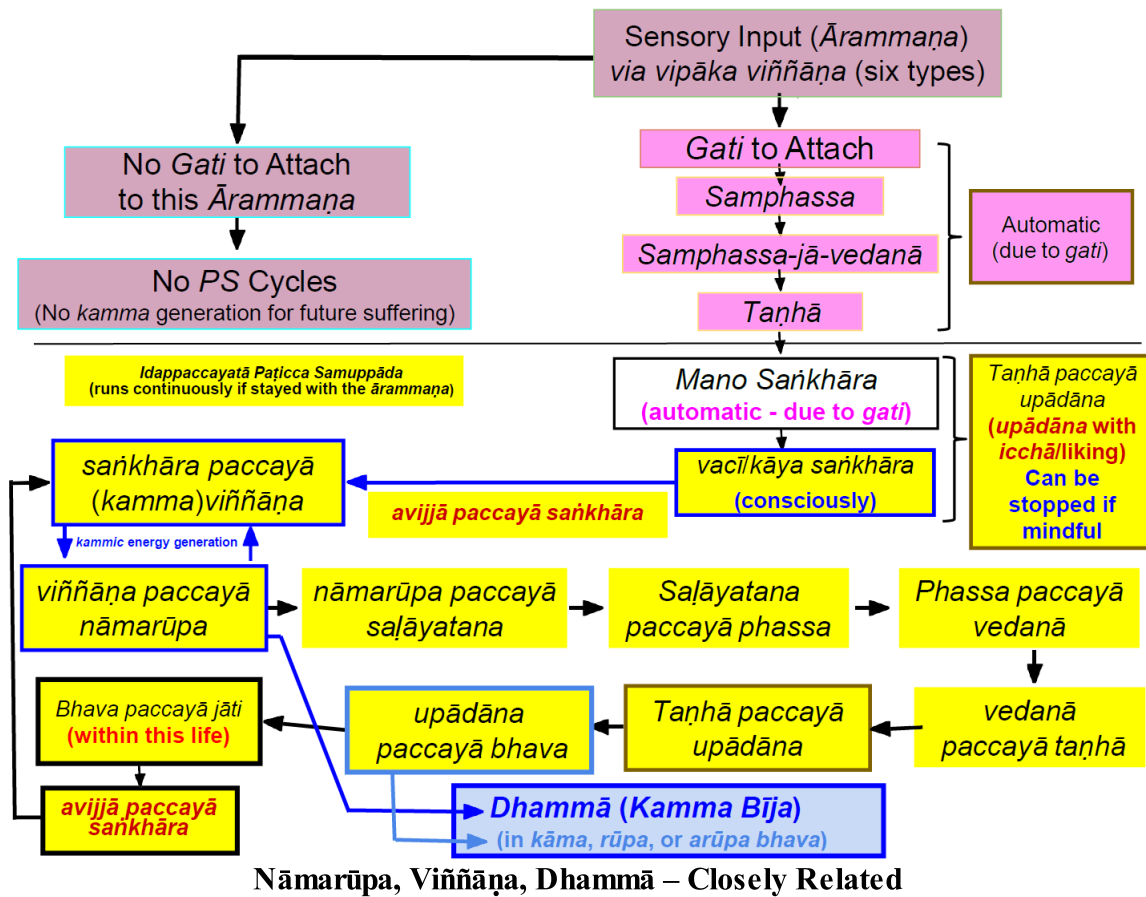 Sensory Input (Ārammaṇa)
via vipāka viññāṇa (six types)
No Gati to Attach
to this Ārammaṇa
No PS Cycles
(No kamma generation for future suffering)
Gati to Attach
Samphassa
Samphassa-jā-vedanā
Taṇhā
Automatic
(due to gati)
Idappaccayatā Paṭicca Samuppāda
(runs continuously if stayed with the ārammaṇa)
Mano Saṅkhāra
(automatic - due to gati)
vacī/kāya saṅkhāra
(consciously)
Taṇhā paccayā
upādāna
(upādāna with
icchā/liking)
Can be
stopped if
mindful
avijjā paccayā saṅkhāra
saṅkhāra paccayā
(kamma)viññāṇa
kammic energy generation
viññāṇa paccayā
nāmarūpa
nāmarūpa paccayā
saḷāyatana
Saḷāyatana
paccayā phassa
Phassa paccayā
vedanā
vedanā
paccayā taṇhā
Taṇhā paccayā
upādāna
upādāna
paccayā bhava
Bhava paccayā jāti
(within this life)
avijjā paccayā
saṅkhāra
Dhammā (Kamma Bīja)
(in kāma, rūpa, or arūpa bhava)
Nāmarūpa, Viññāṇa, Dhammā – Closely Related